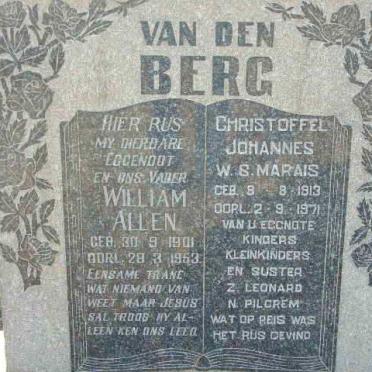 VAN DEN
BERG
HIER RUS
MY DIERBARE
EGGENOOT
EN ONS VADER
WILLIAM
ALLEN
GEB. 30 9 1901
OORL. 28 3 1953
EENSAME TRANE
WAT NIEMAND VAN
WEET MAAR JESUS
SAL TROOS HY AL-
LEEN KEN ONS LEED
CHRISTOFFEL
JOHANNES
W. S. MARAIS
GEB. 8 - 8 - 1913
OORL. 2 - 9 - 1971
VAN U EGGNOTE
KINDERS
KLEINKINDERS
EN SUSTER
Z. LEONARD
N. PILGREM
WAT OP REIS WAS
HET RUS GEVIND